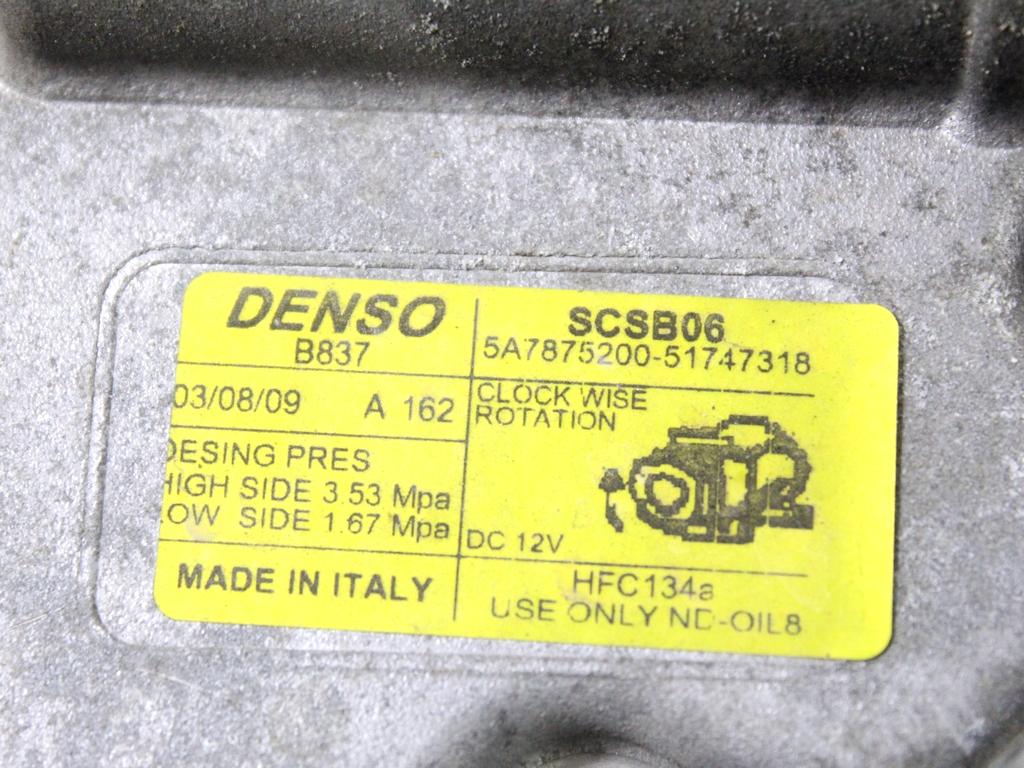 DENSO
B837
SCSB06
5A7875200-51747318
03/08/09 A 162
DESING PRES
HIGH SIDE 3.53 Mpa
LOW SIDE 1.67 Mpa
MADE IN ITALY
CLOCK WISE
ROTATION
DC 12V
HFC134a
USE ONLY ND-OIL8